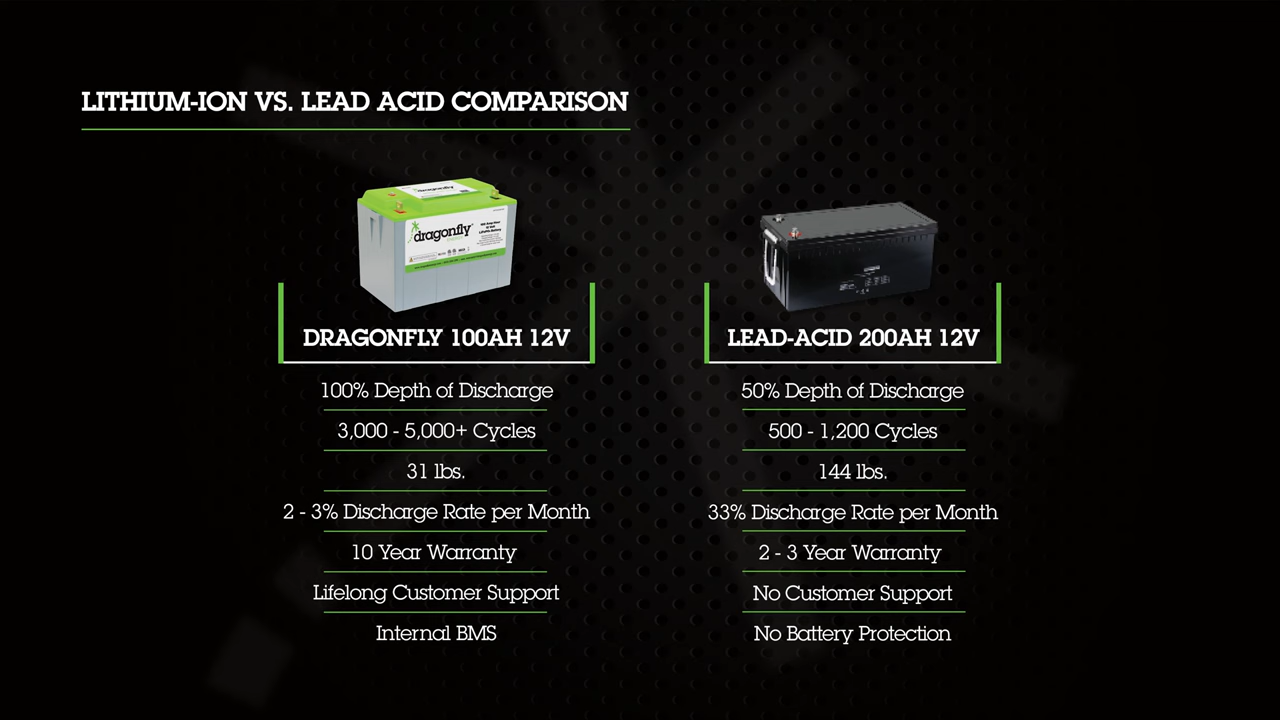 LITHIUM-ION VS. LEAD ACID COMPARISON
dragonfly
DRAGONFLY 100AH 12V
100% Depth of Discharge
3,000 - 5,000+ Cycles
31 lbs.
2 - 3% Discharge Rate per Month
10 Year Warranty
Lifelong Customer Support
Internal BMS
LEAD-ACID 200AH 12V
50% Depth of Discharge
500 - 1,200 Cycles
144 lbs.
33% Discharge Rate per Month
2 - 3 Year Warranty
No Customer Support
No Battery Protection